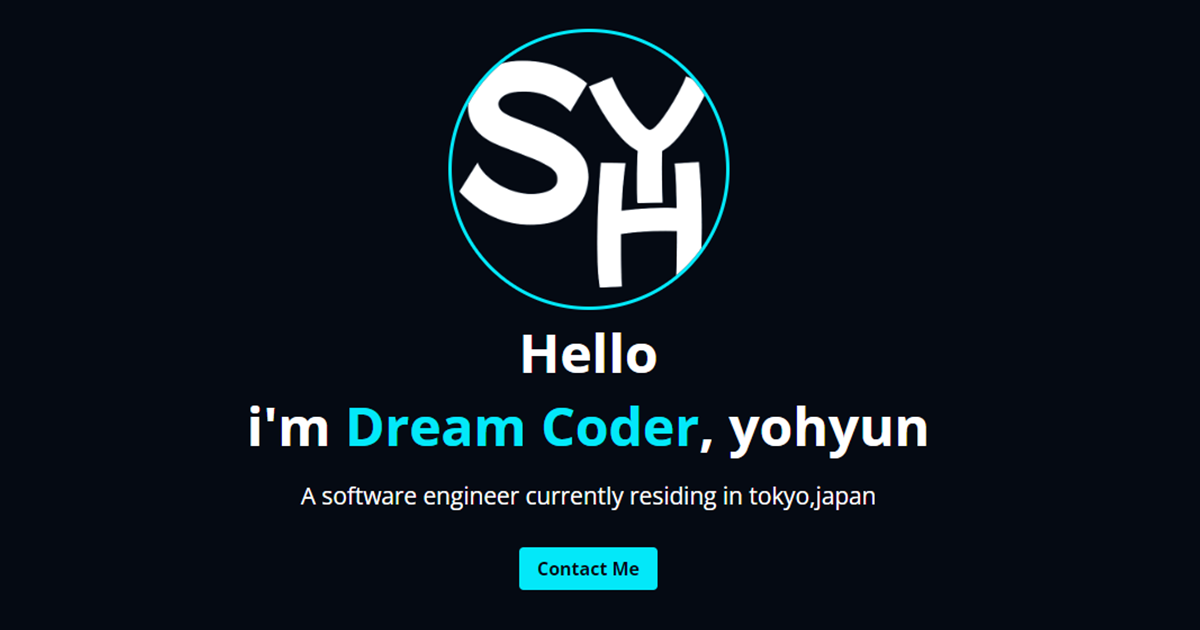 SYH
Hello
i'm Dream Coder, yohyun
A software engineer currently residing in tokyo,japan
Contact Me